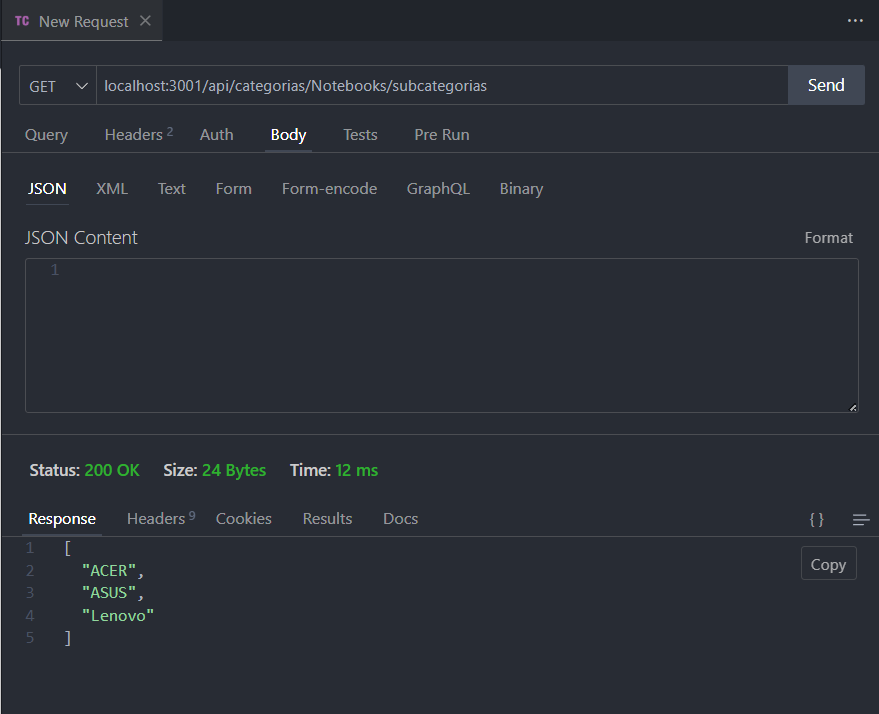 TC New Request
GET localhost:3001/api/categorias/Notebooks/subcategorias Send
Query Headers 2 Auth Body Tests Pre Run
JSON XML Text Form Form-encode GraphQL Binary
JSON Content Format
1
Status: 200 OK Size: 24 Bytes Time: 12 ms
Response Headers 9 Cookies Results Docs { }
1 [
Copy
2 "ACER",
3 "ASUS",
4 "Lenovo"
5 ]